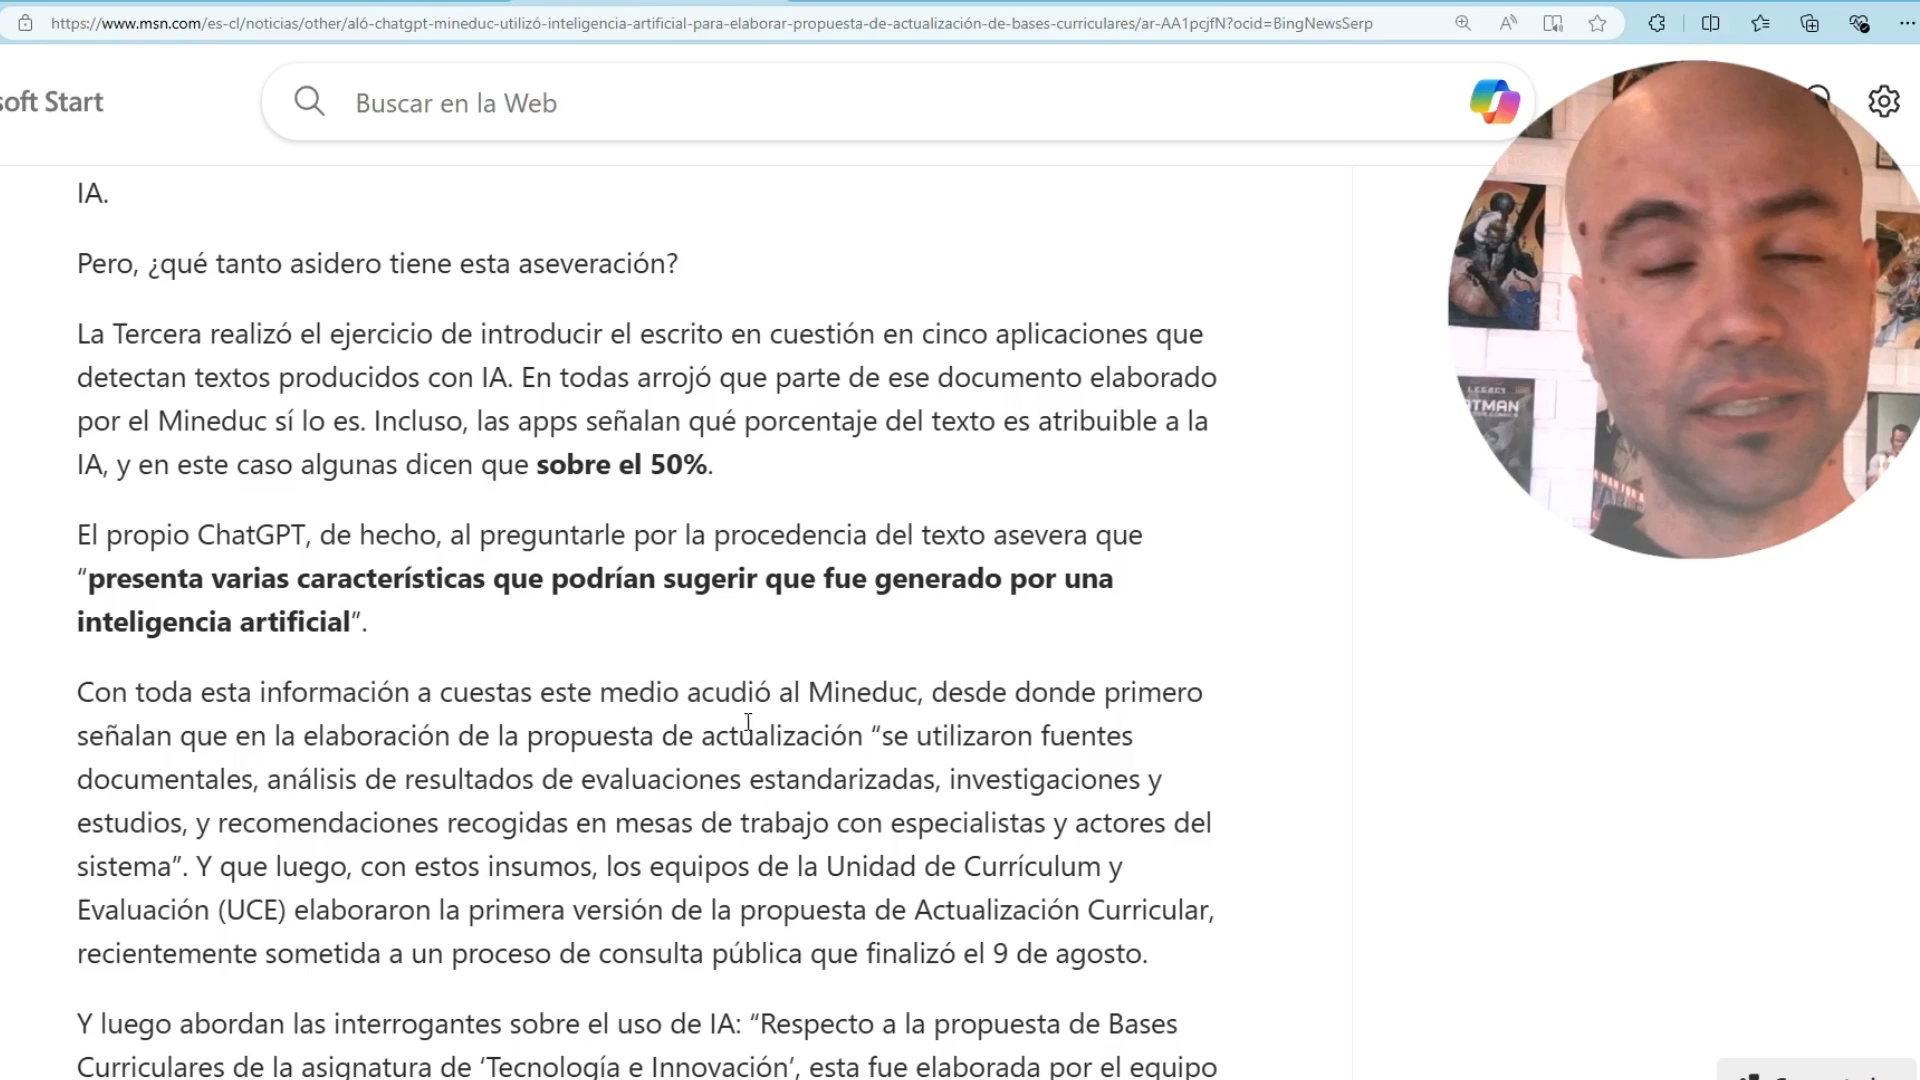 https://www.msn.com/es-cl/noticias/other/aló-chatgpt-mineduc-utilizó-inteligencia-artificial-para-elaborar-propuesta-de-actualización-de-bases-curriculares/ar-AA1pcjfN?ocid=BingNewsSerp
soft Start
Buscar en la Web
IA.
Pero, ¿qué tanto asidero tiene esta aseveración?
La Tercera realizó el ejercicio de introducir el escrito en cuestión en cinco aplicaciones que
detectan textos producidos con IA. En todas arrojó que parte de ese documento elaborado
por el Mineduc sí lo es. Incluso, las apps señalan qué porcentaje del texto es atribuible a la
IA, y en este caso algunas dicen que sobre el 50%.
El propio ChatGPT, de hecho, al preguntarle por la procedencia del texto asevera que
“presenta varias características que podrían sugerir que fue generado por una
inteligencia artificial”.
Con toda esta información a cuestas este medio acudió al Mineduc, desde donde primero
señalan que en la elaboración de la propuesta de actualización “se utilizaron fuentes
documentales, análisis de resultados de evaluaciones estandarizadas, investigaciones y
estudios, y recomendaciones recogidas en mesas de trabajo con especialistas y actores del
sistema”. Y que luego, con estos insumos, los equipos de la Unidad de Currículum y
Evaluación (UCE) elaboraron la primera versión de la propuesta de Actualización Curricular,
recientemente sometida a un proceso de consulta pública que finalizó el 9 de agosto.
Y luego abordan las interrogantes sobre el uso de IA: “Respecto a la propuesta de Bases
Curriculares de la asignatura de ‘Tecnología e Innovación’, esta fue elaborada por el equipo
LEGACY
TMAN